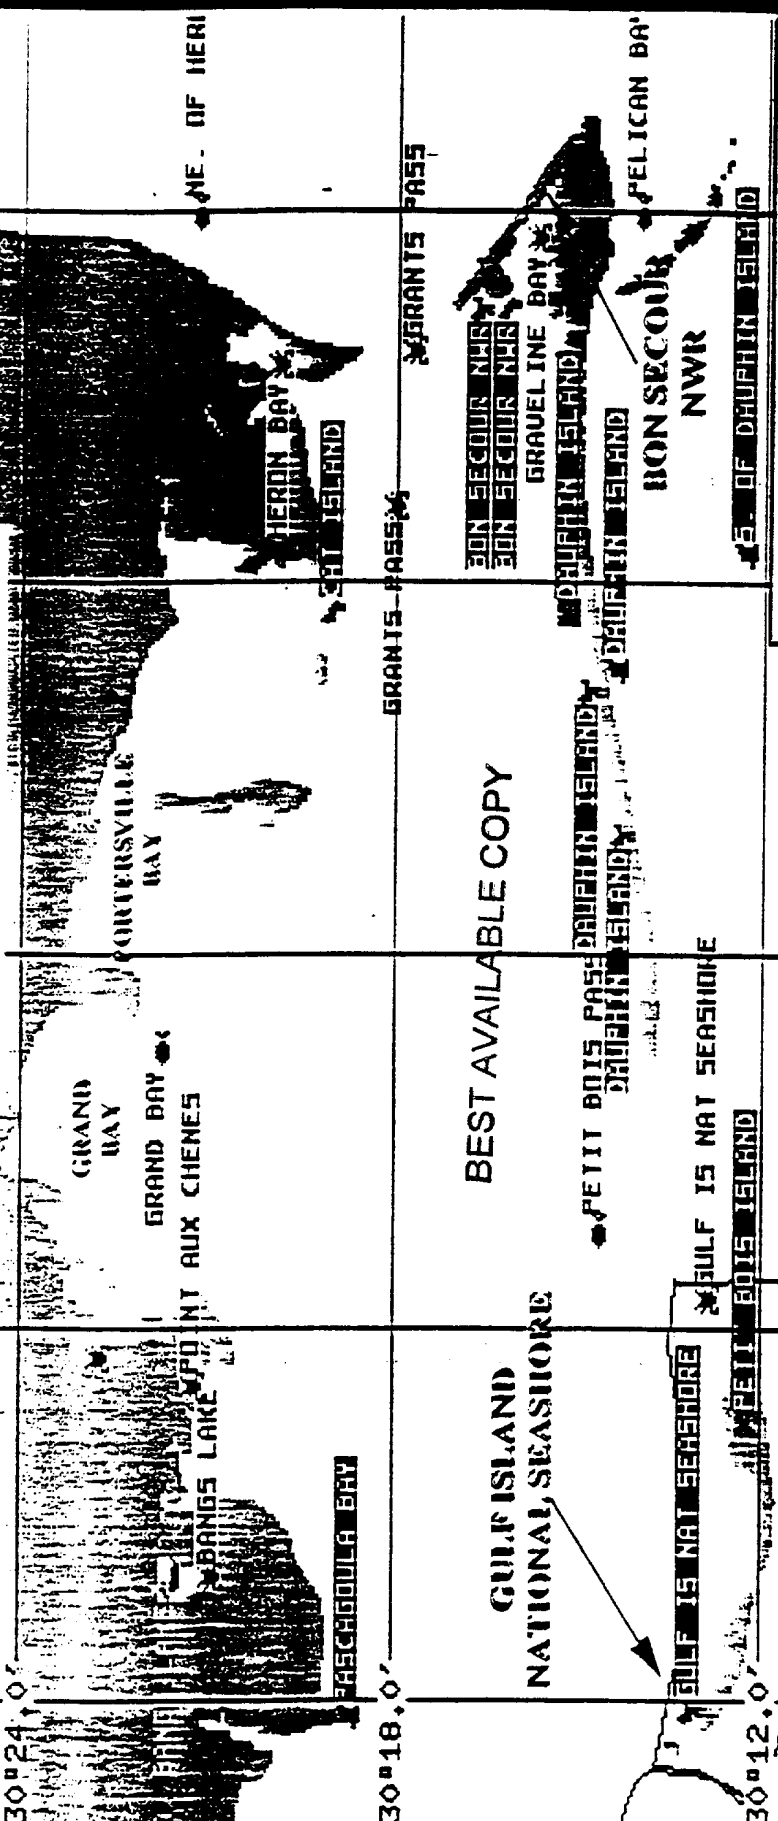 NE. OF HERI
GRANTS PASS
PELICAN BA
HERON BAY
ISLAND
GRANTS PASS
BON SECOUR NWR
BON SECOUR NWR
GRAVELINE BAY
DAUPHIN ISLAND
DAUPHIN ISLAND
BON SECOUR
NWR
S. OF DAUPHIN ISLAND
PORTERSVILLE
BAY
BEST AVAILABLE COPY
DAUPHIN ISLAND
DAUPHIN ISLAND
PETIT BOIS PASS
GRAND
BAY
GRAND BAY
POINT AUX CHENES
BANGS LAKE
PASCAGOULA BAY
GULF ISLAND
NATIONAL SEASHORE
GULF IS NAT SEASHORE
GULF IS NAT SEASHORE
PETIT BOIS ISLAND
30°24.0'
30°18.0'
30°12.0'